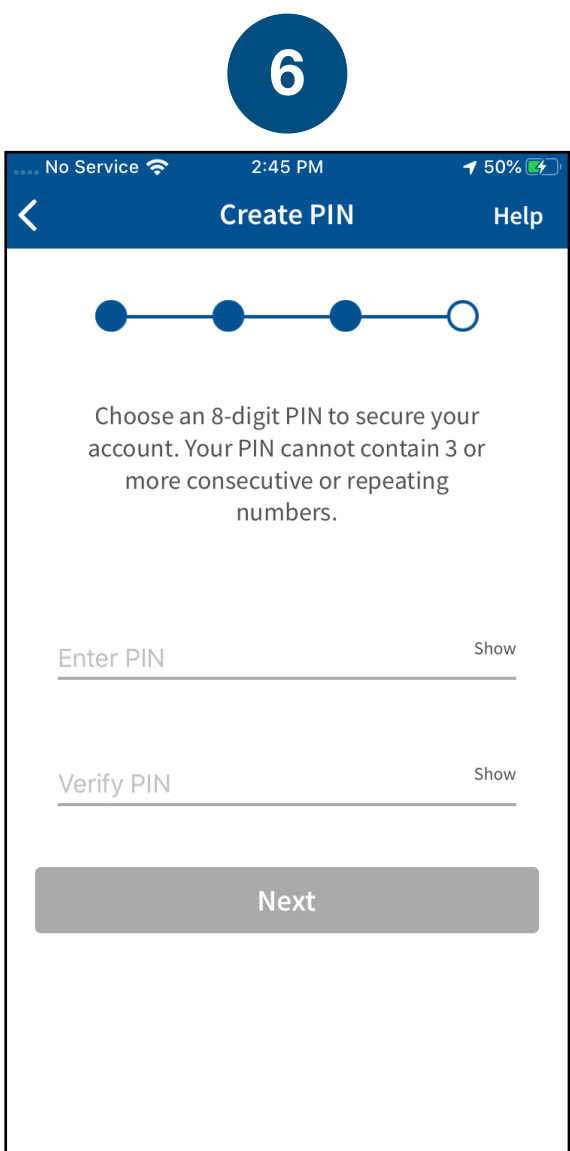 6
No Service 2:45 PM 50%
Create PIN Help
Choose an 8-digit PIN to secure your
account. Your PIN cannot contain 3 or
more consecutive or repeating
numbers.
Enter PIN Show
Verify PIN Show
Next